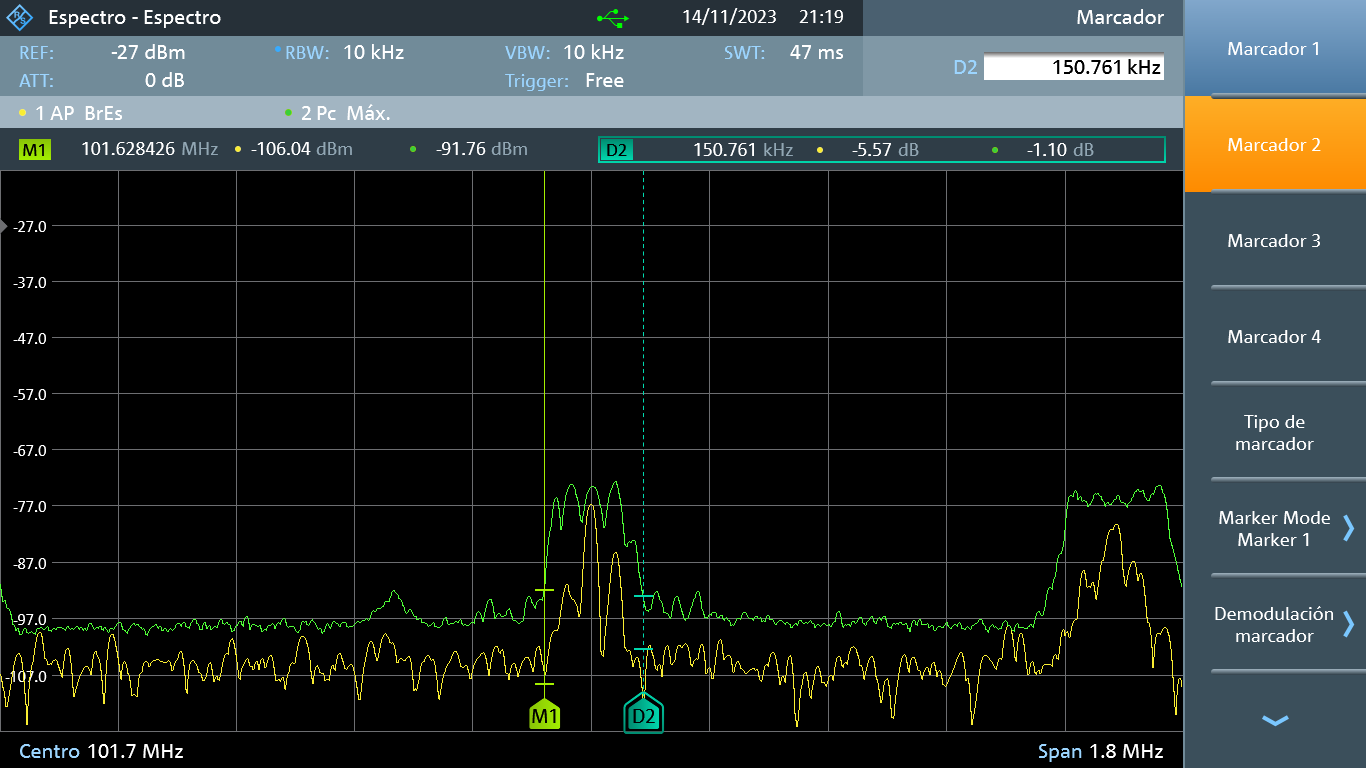 Espectro - Espectro 14/11/2023 21:19 Marcador
REF: -27 dBm RBW: 10 kHz VBW: 10 kHz SWT: 47 ms
ATT: 0 dB Trigger: Free
D2 150.761 kHz
1 AP BrEs 2 Pc Máx.
M1 101.628426 MHz -106.04 dBm -91.76 dBm D2 150.761 kHz -5.57 dB -1.10 dB
-27.0
-37.0
-47.0
-57.0
-67.0
-77.0
-87.0
-97.0
-107.0
M1 D2
Centro 101.7 MHz Span 1.8 MHz
Marcador 1
Marcador 2
Marcador 3
Marcador 4
Tipo de
marcador
Marker Mode
Marker 1
Demodulación
marcador